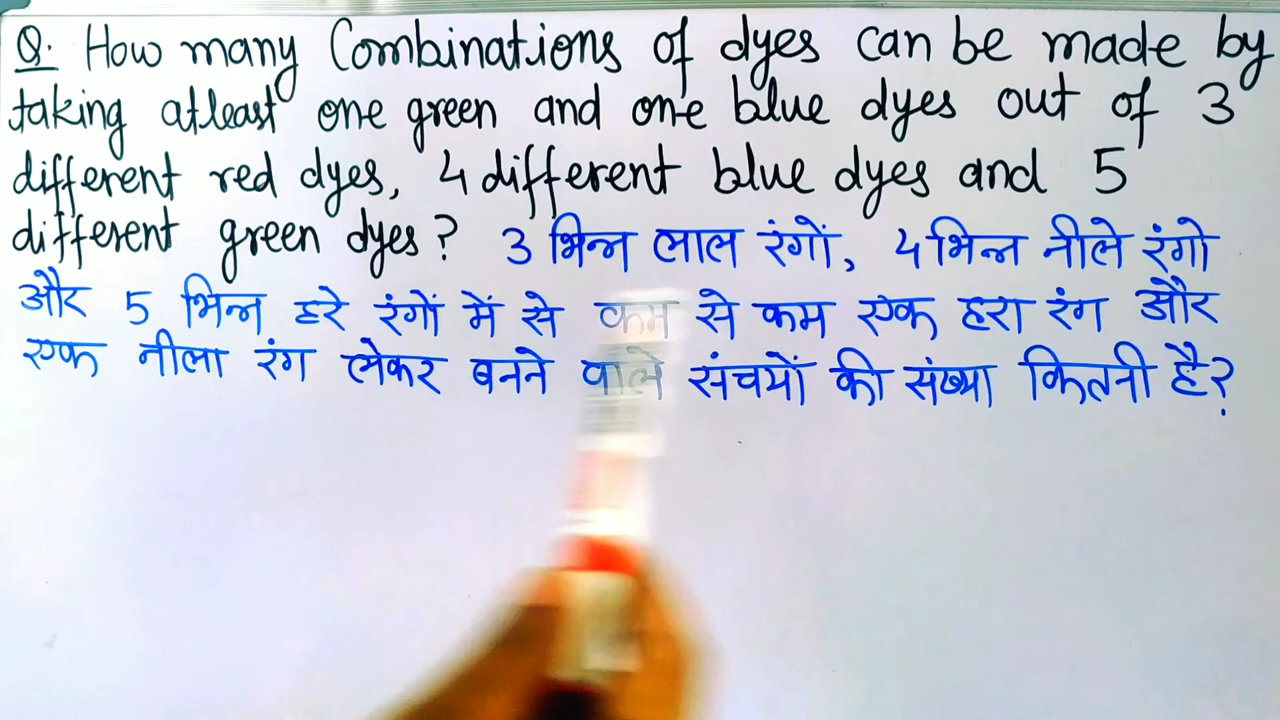 Q. How many Combinations of dyes can be made by
taking atleast one green and one blue dyes out of 3
different red dyes, 4 different blue dyes and 5
different green dyes? 3 भिन्न लाल रंगों, 4 भिन्न नीले रंगो
और 5 भिन्न हरे रंगों में से कम से कम एक हरा रंग और
एक नीला रंग लेकर बनने वाले संचयों की संख्या कितनी है?